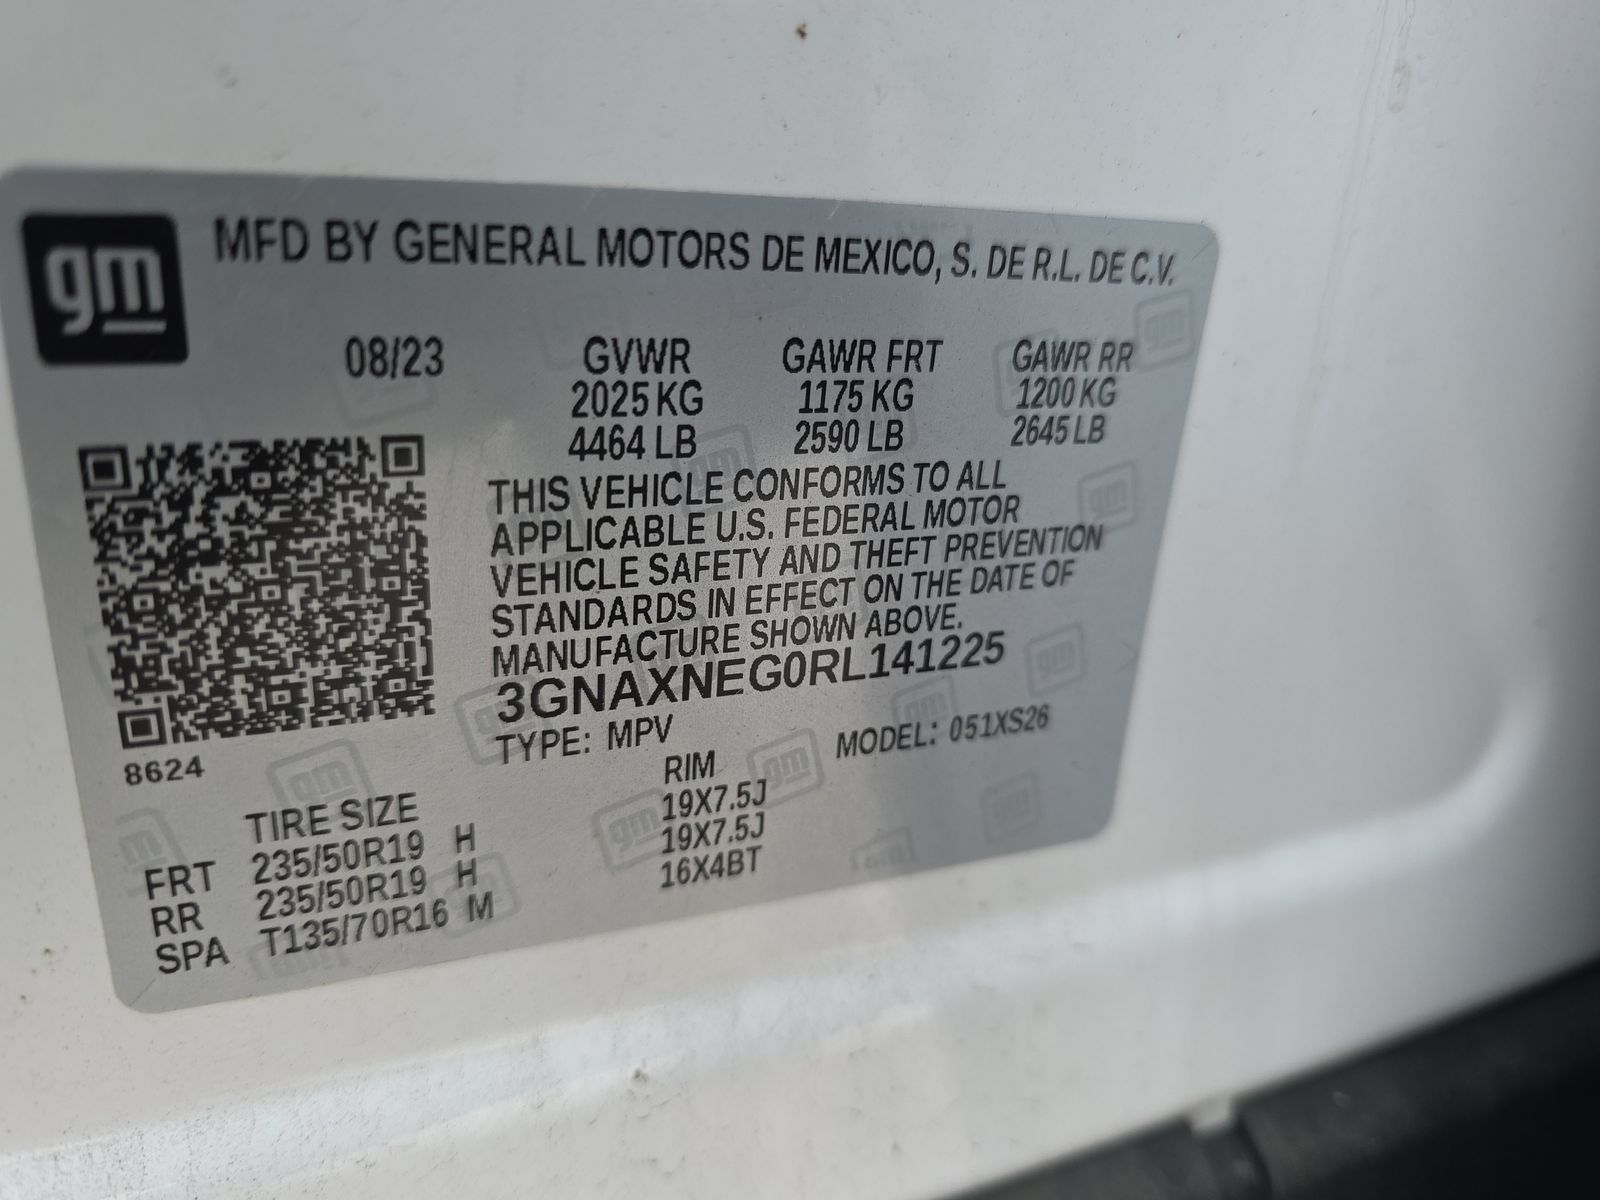 gm
MFD BY GENERAL MOTORS DE MEXICO, S. DE R.L. DE C.V.
08/23 GVWR GAWR FRT GAWR RR
2025 KG 1175 KG 1200 KG
4464 LB 2590 LB 2645 LB
THIS VEHICLE CONFORMS TO ALL
APPLICABLE U.S. FEDERAL MOTOR
VEHICLE SAFETY AND THEFT PREVENTION
STANDARDS IN EFFECT ON THE DATE OF
MANUFACTURE SHOWN ABOVE.
3GNAXNEG0RL141225
TYPE: MPV MODEL: 051XS26
8624
TIRE SIZE RIM
FRT 235/50R19 H 19X7.5J
RR 235/50R19 H 19X7.5J
SPA T135/70R16 M 16X4BT